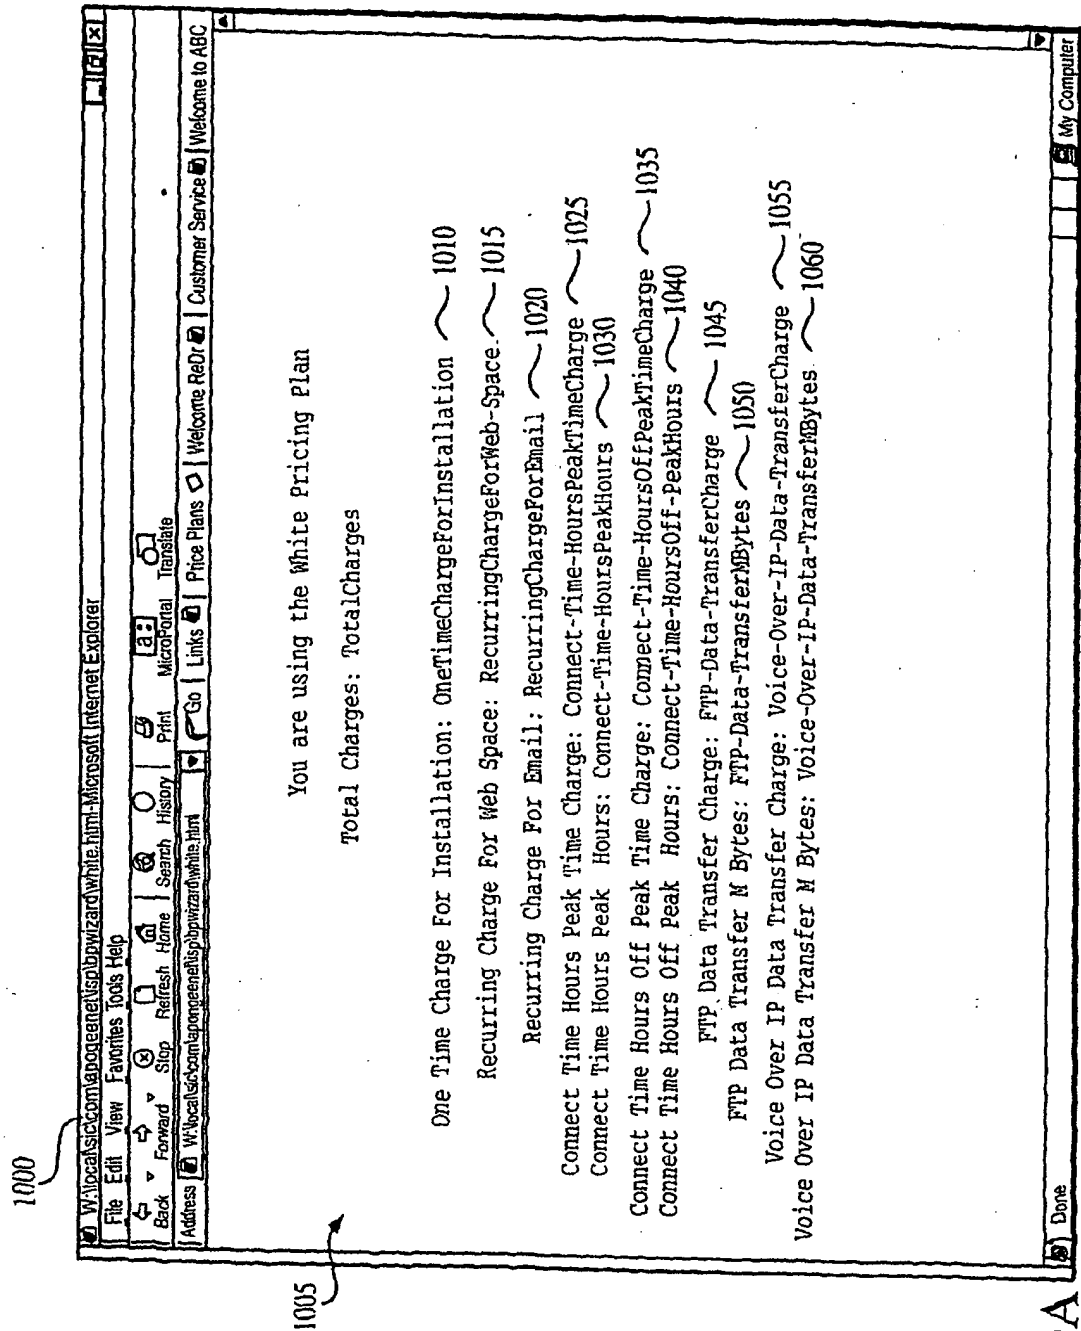 1000
W:\local\sic\com\apogeenet\isp\bpwizard\white.html-Microsoft Internet Explorer
File Edit View Favorites Tools Help
Back Forward Stop Refresh Home Search History Print MicroPortal Translate
Address W:\local\sic\com\apongeenet\isp\bpwizard\white.html Go Links Price Plans Welcome ReDr Customer Service Welcome to ABC
1005
You are using the White Pricing Plan
Total Charges: TotalCharges
One Time Charge For Installation: OneTimeChargeForInstallation 1010
Recurring Charge For Web Space: RecurringChargeForWeb-Space. 1015
Recurring Charge For Email: RecurringChargeForEmail 1020
Connect Time Hours Peak Time Charge: Connect-Time-HoursPeakTimeCharge 1025
Connect Time Hours Peak Hours: Connect-Time-HoursPeakHours 1030
Connect Time Hours Off Peak Time Charge: Connect-Time-HoursOffPeakTimeCharge 1035
Connect Time Hours Off Peak Hours: Connect-Time-HoursOff-PeakHours 1040
FTP Data Transfer Charge: FTP-Data-TransferCharge 1045
FTP Data Transfer M Bytes: FTP-Data-TransferMBytes 1050
Voice Over IP Data Transfer Charge: Voice-Over-IP-Data-TransferCharge 1055
Voice Over IP Data Transfer M Bytes: Voice-Over-IP-Data-TransferMBytes 1060
Done My Computer
A